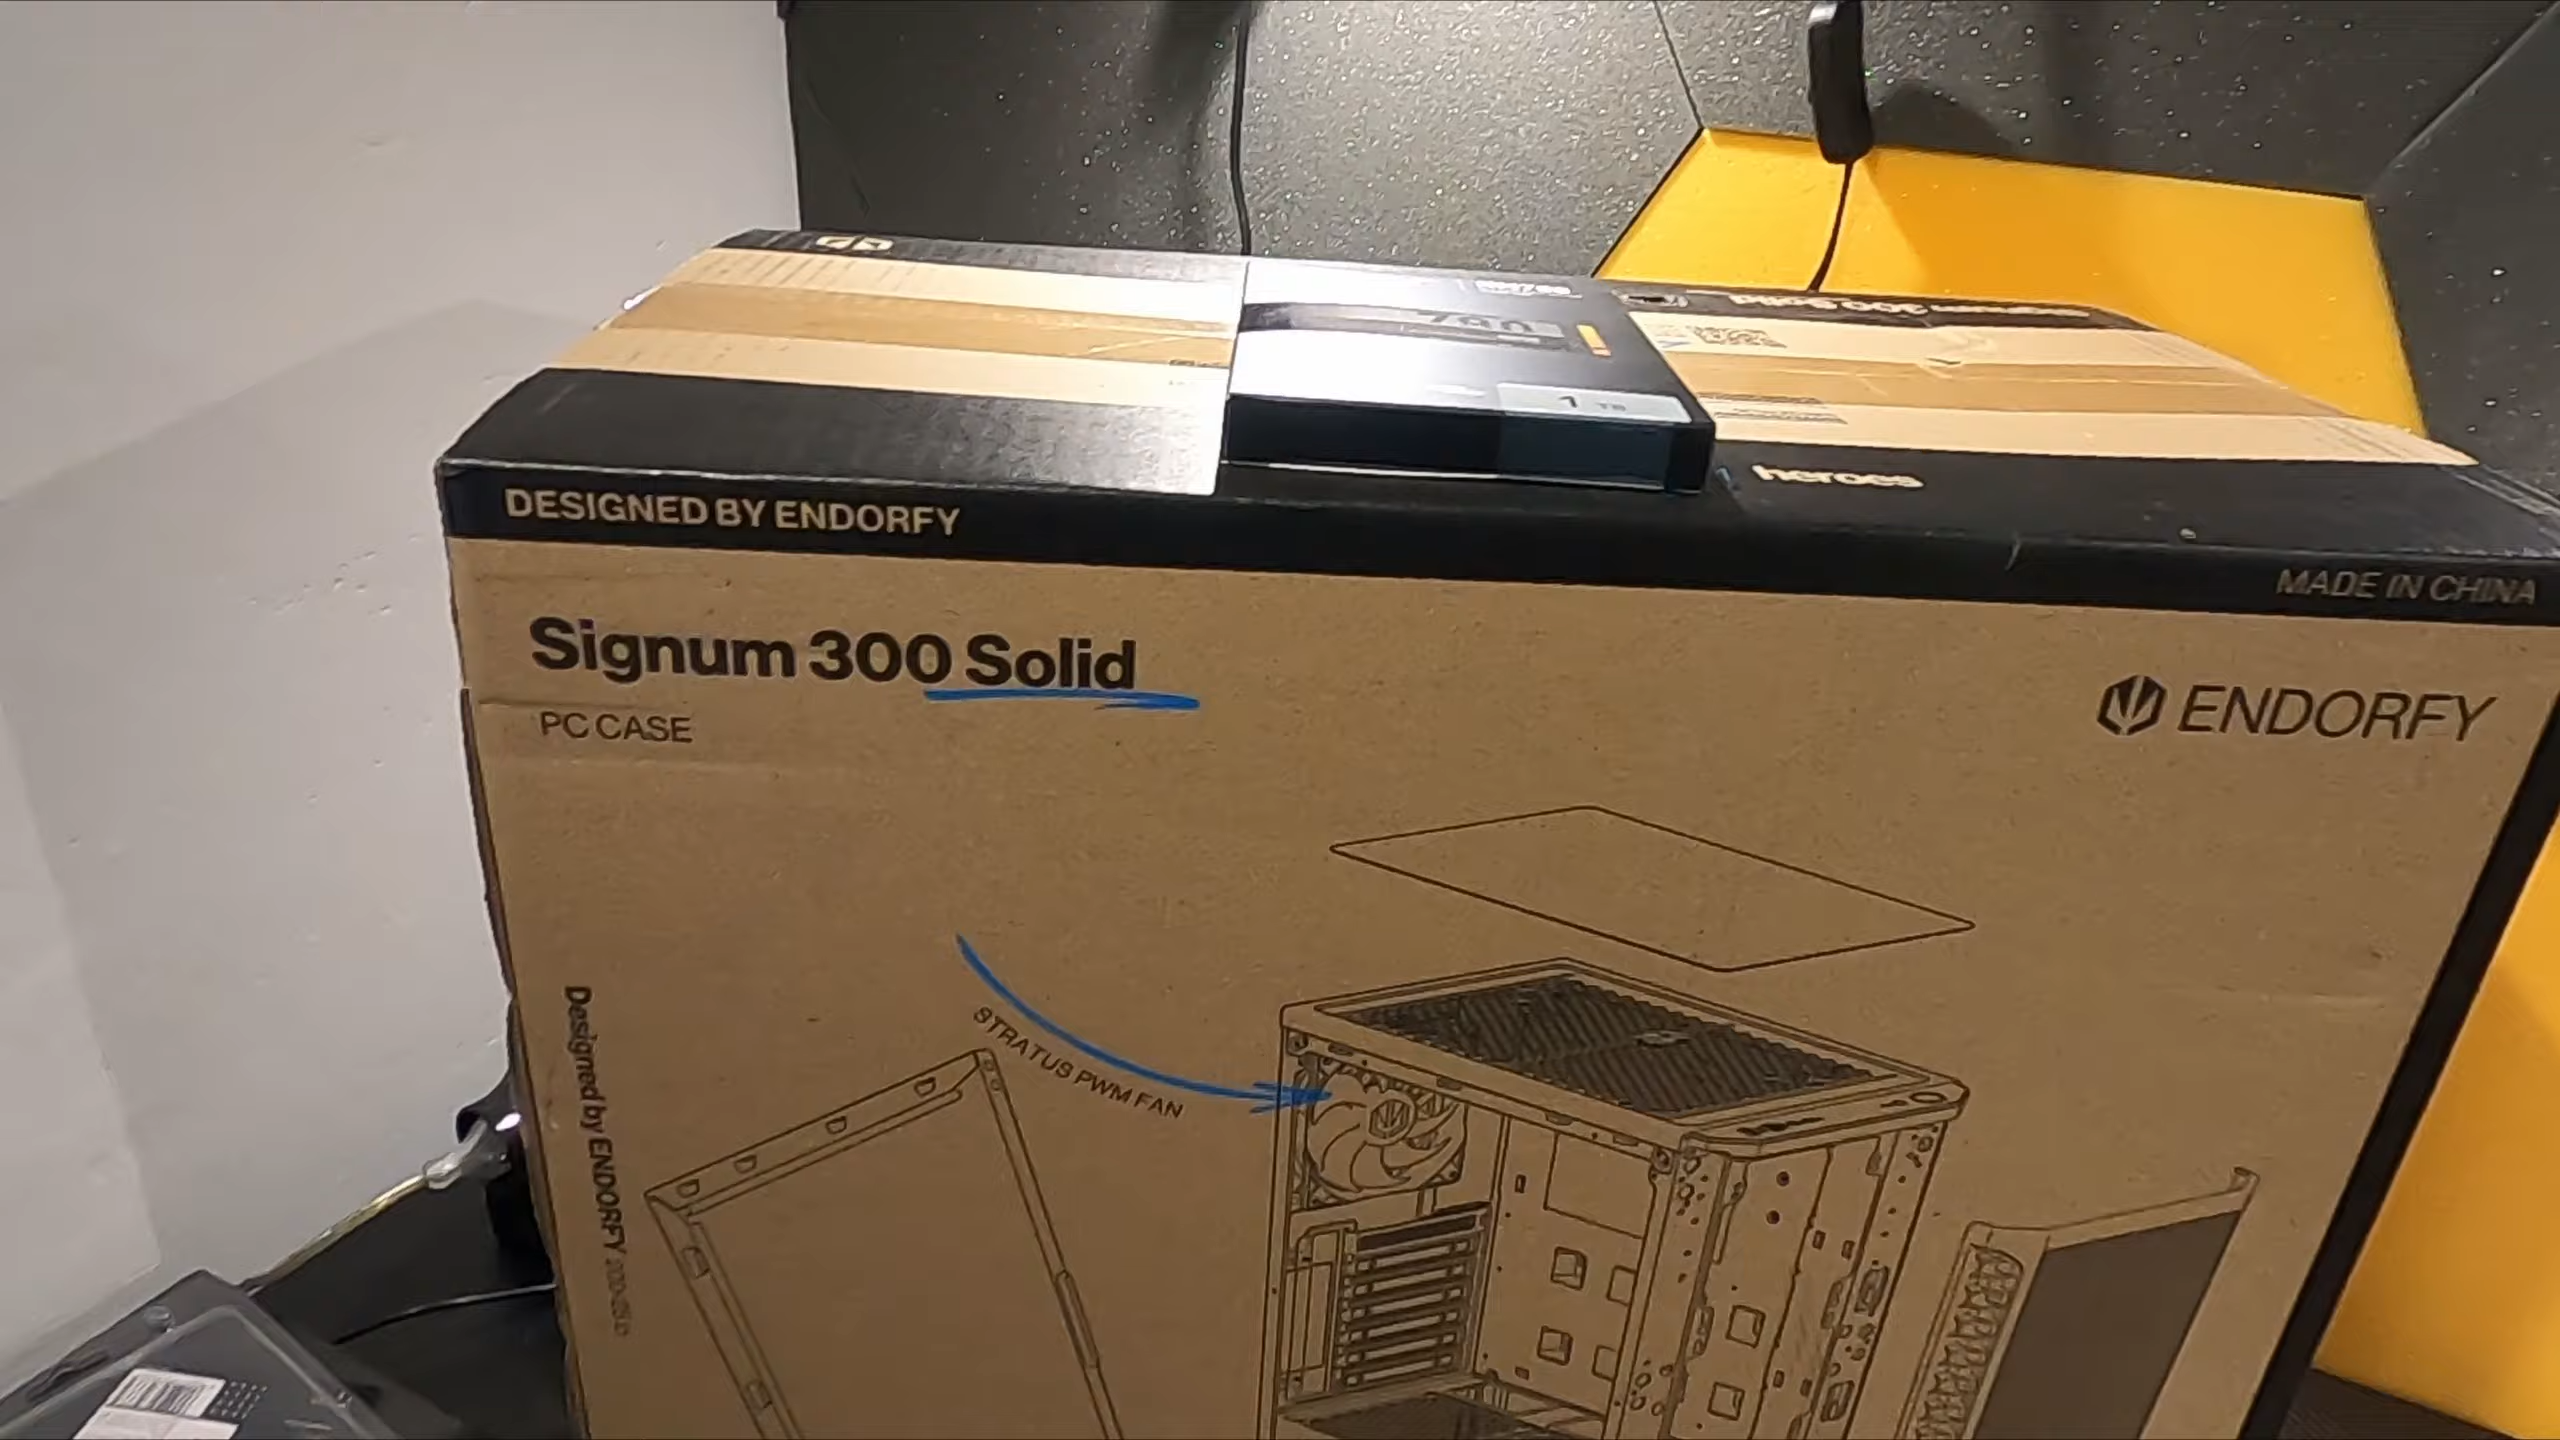 1 TB
heroes
DESIGNED BY ENDORFY
MADE IN CHINA
Signum 300 Solid
PC CASE
ENDORFY
STRATUS PWM FAN
Designed by ENDORFY